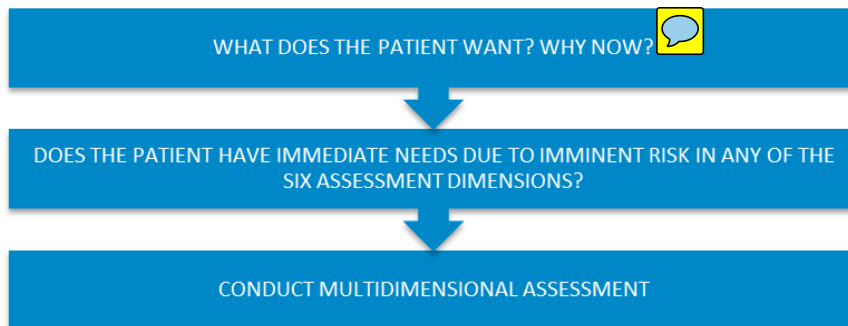 WHAT DOES THE PATIENT WANT? WHY NOW?
DOES THE PATIENT HAVE IMMEDIATE NEEDS DUE TO IMMINENT RISK IN ANY OF THE
SIX ASSESSMENT DIMENSIONS?
CONDUCT MULTIDIMENSIONAL ASSESSMENT